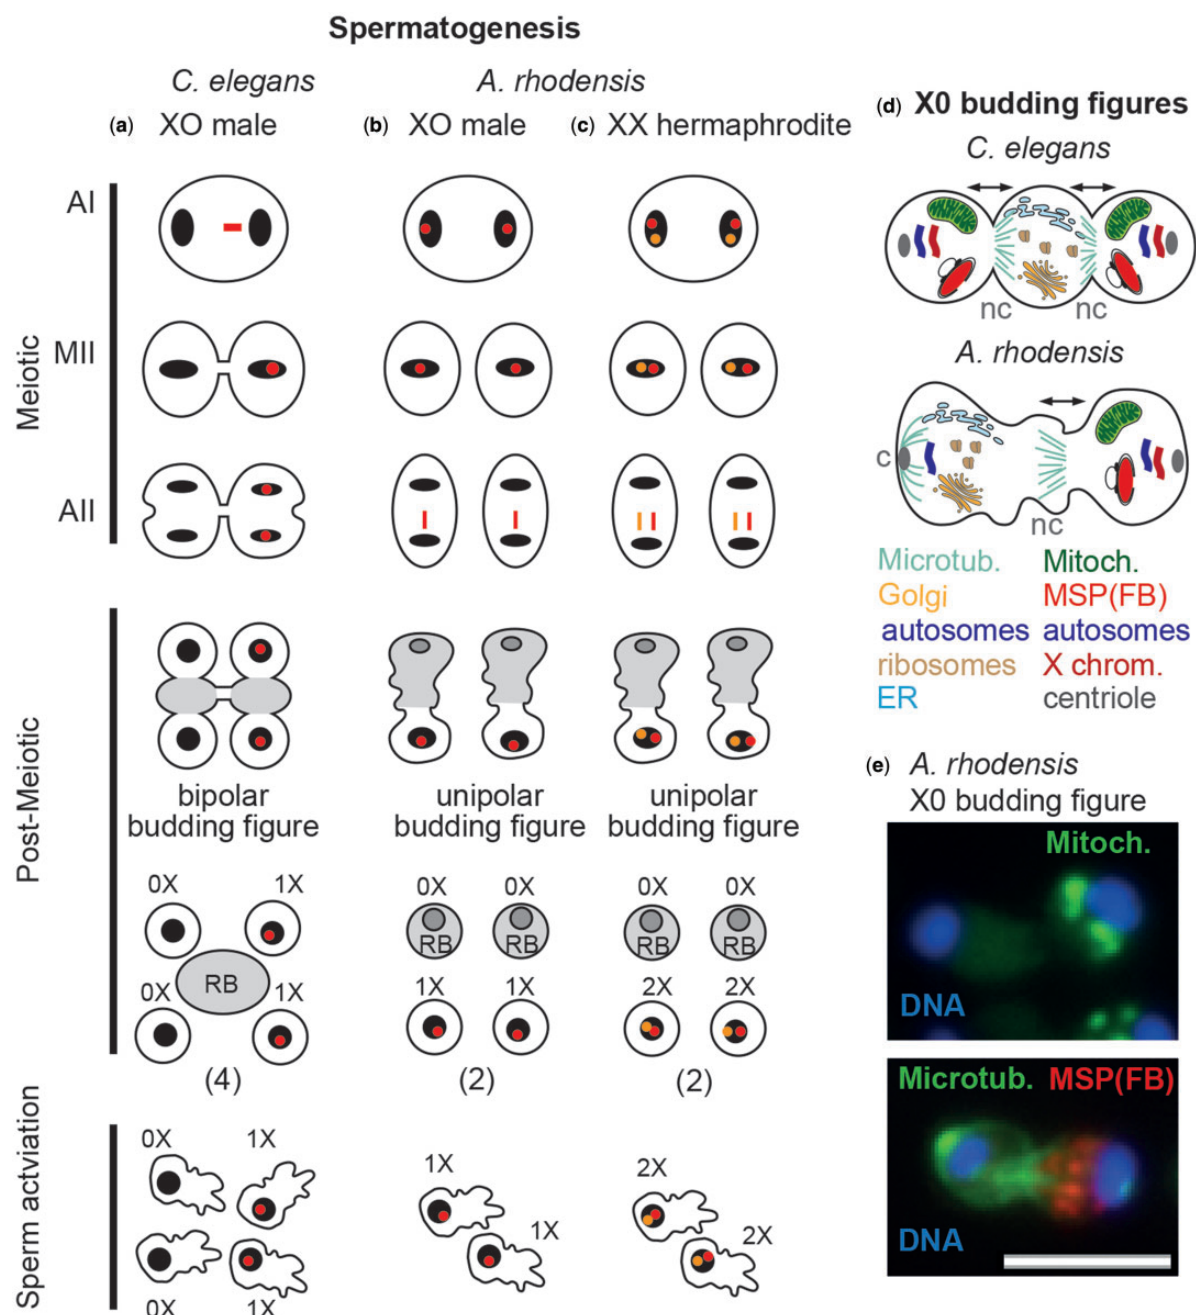 Spermatogenesis
C. elegans
A. rhodensis
(a) XO male
(b) XO male
(c) XX hermaphrodite
AI
MII
AII
Meiotic
bipolar
budding figure
unipolar
budding figure
unipolar
budding figure
Post-Meiotic
0X 1X
RB
0X 1X
(4)
0X 0X
RB RB
1X 1X
(2)
0X 0X
RB RB
2X 2X
(2)
Sperm actviation
0X 1X
0X 1X
1X
1X
2X
2X
(d) X0 budding figures
C. elegans
nc nc
A. rhodensis
c
nc
Microtub. Mitoch.
Golgi MSP(FB)
autosomes autosomes
ribosomes X chrom.
ER centriole
(e) A. rhodensis
X0 budding figure
Mitoch.
DNA
Microtub. MSP(FB)
DNA